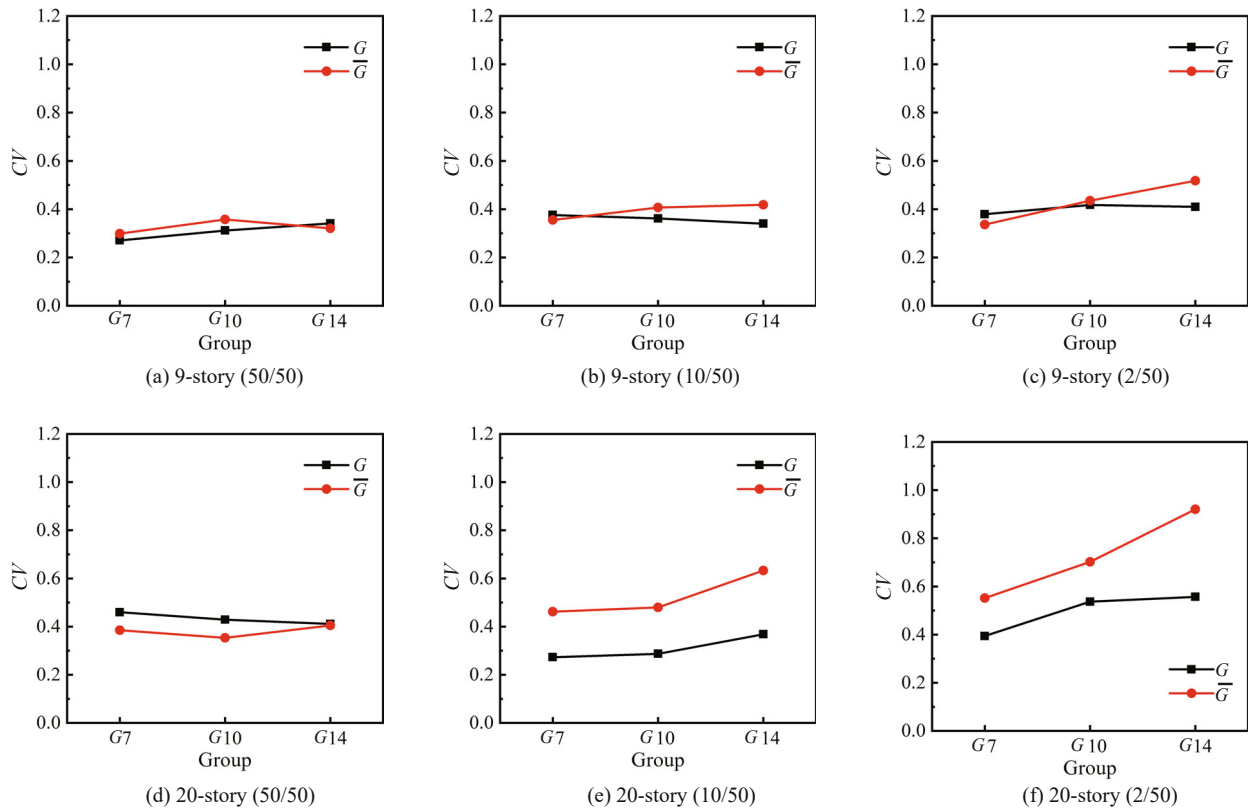 1.2
1.0
0.8
0.6
0.4
0.2
0.0
CV
G
G̅
G7 G10 G14
Group
(a) 9-story (50/50)
1.2
1.0
0.8
0.6
0.4
0.2
0.0
CV
G
G̅
G7 G10 G14
Group
(b) 9-story (10/50)
1.2
1.0
0.8
0.6
0.4
0.2
0.0
CV
G
G̅
G7 G10 G14
Group
(c) 9-story (2/50)
1.2
1.0
0.8
0.6
0.4
0.2
0.0
CV
G
G̅
G7 G10 G14
Group
(d) 20-story (50/50)
1.2
1.0
0.8
0.6
0.4
0.2
0.0
CV
G
G̅
G7 G10 G14
Group
(e) 20-story (10/50)
1.2
1.0
0.8
0.6
0.4
0.2
0.0
CV
G
G̅
G7 G10 G14
Group
(f) 20-story (2/50)